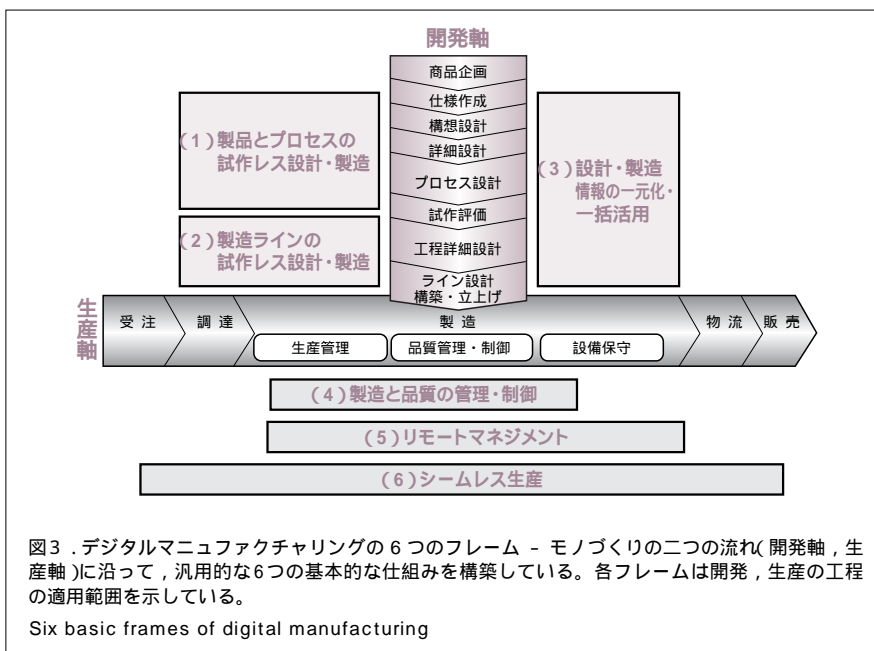 開発軸
商品企画
仕様作成
構想設計
詳細設計
プロセス設計
試作評価
工程詳細設計
ライン設計
構築・立上げ
(1)製品とプロセスの
試作レス設計・製造
(2)製造ラインの
試作レス設計・製造
(3)設計・製造
情報の一元化・
一括活用
生産軸
受注
調達
製造
物流
販売
生産管理
品質管理・制御
設備保守
(4)製造と品質の管理・制御
(5)リモートマネジメント
(6)シームレス生産
図3．デジタルマニュファクチャリングの6つのフレーム － モノづくりの二つの流れ(開発軸，生
産軸)に沿って，汎用的な6つの基本的な仕組みを構築している。各フレームは開発，生産の工程
の適用範囲を示している。
Six basic frames of digital manufacturing